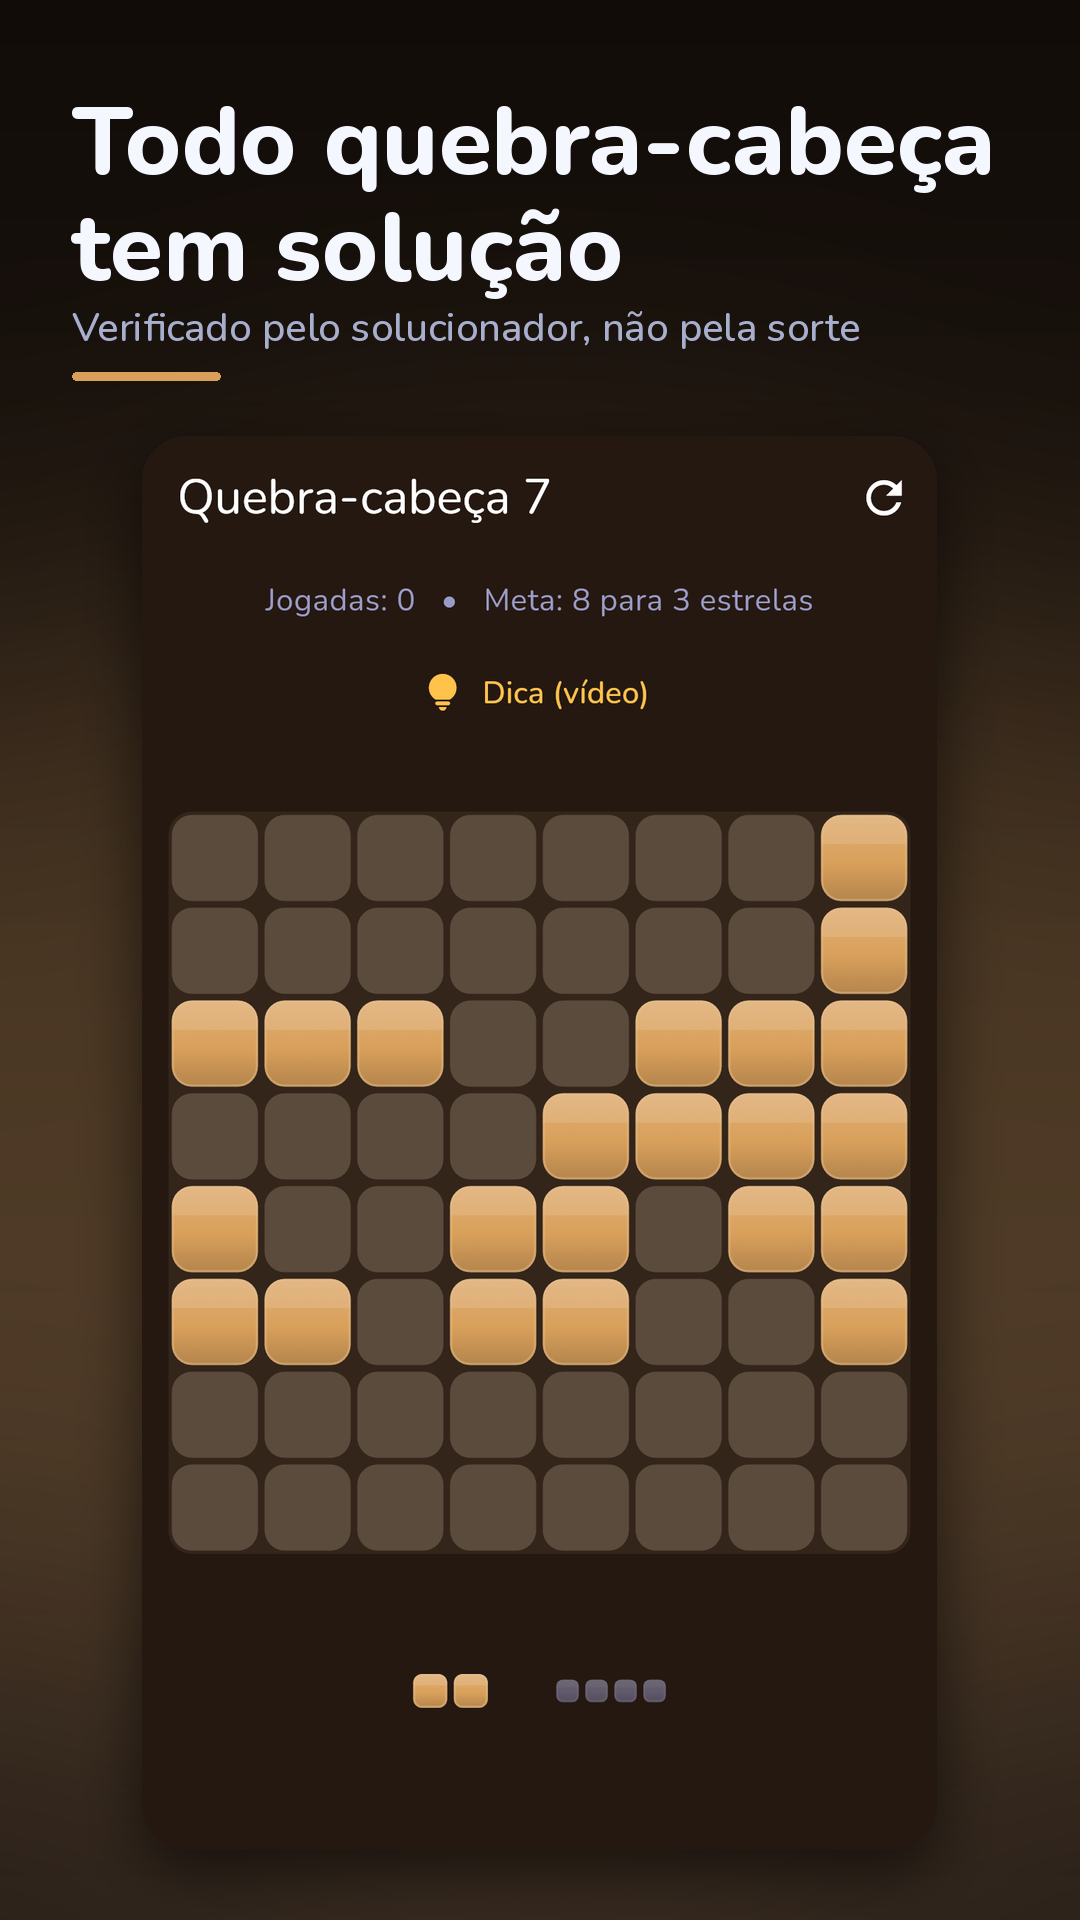 Todo quebra-cabeça
tem solução
Verificado pelo solucionador, não pela sorte
Quebra-cabeça 7
Jogadas: 0 • Meta: 8 para 3 estrelas
Dica (vídeo)